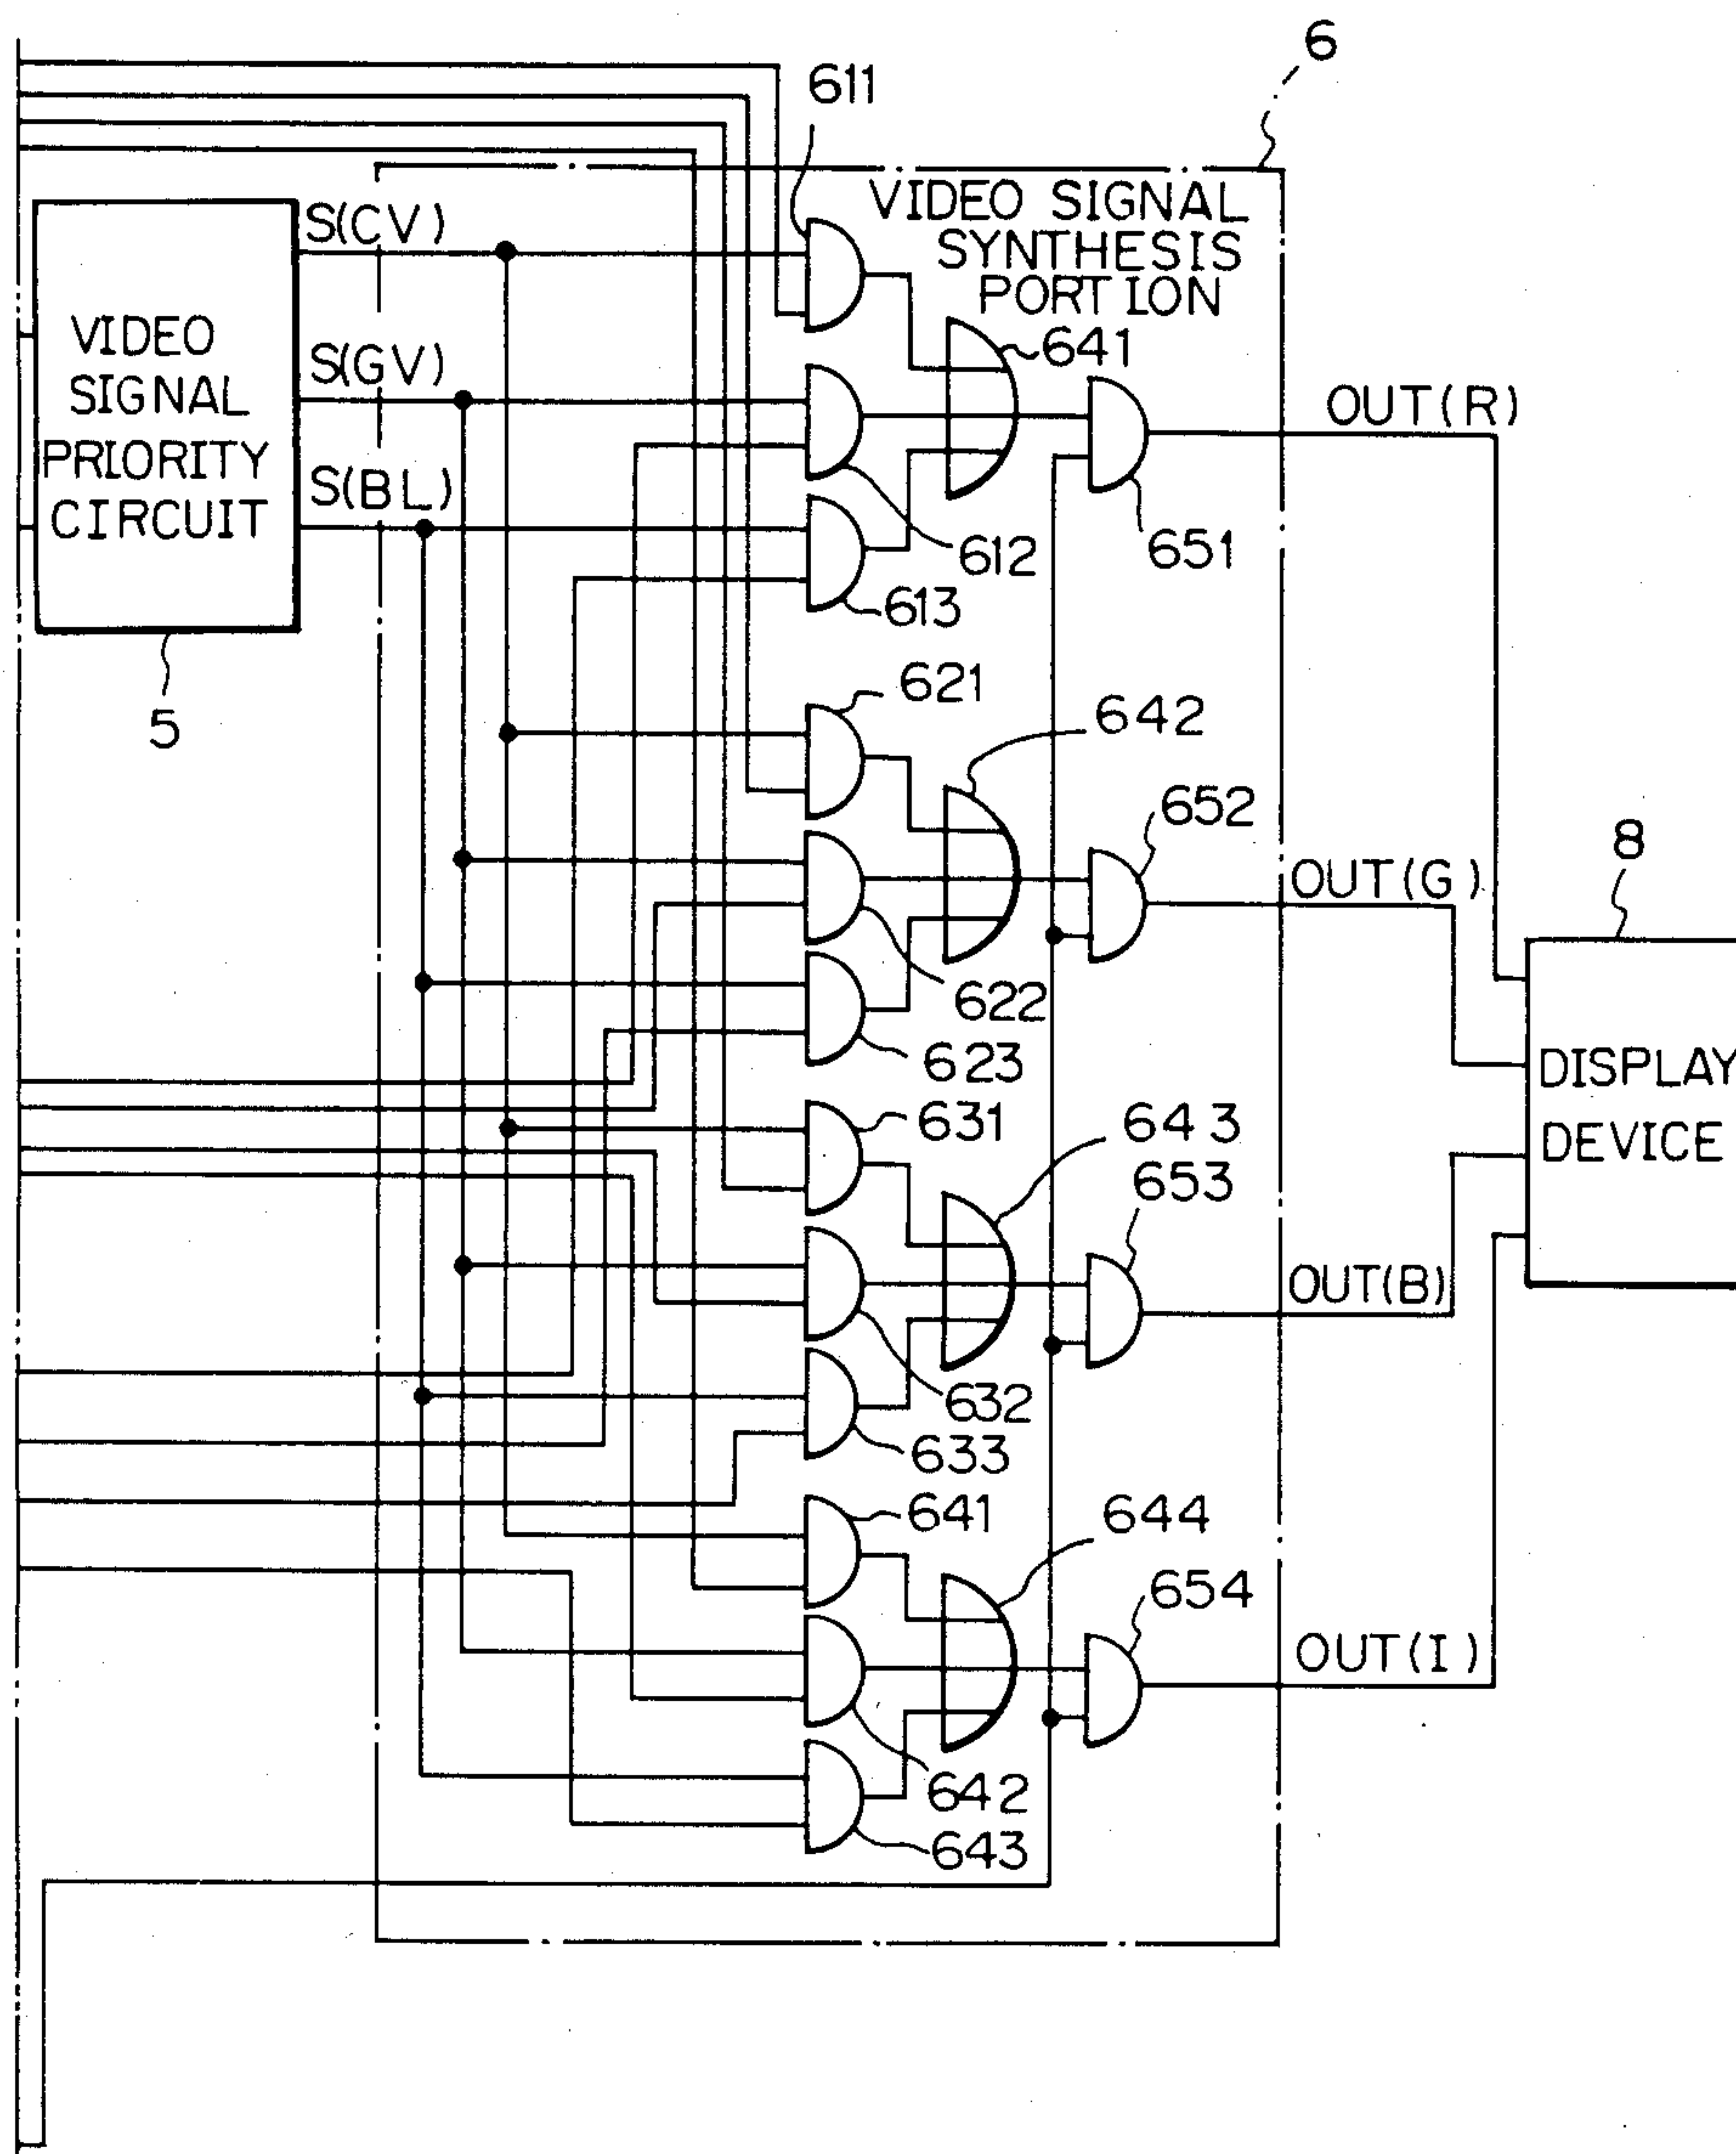 6
611
VIDEO SIGNAL
SYNTHESIS
PORTION
S(CV)
VIDEO
SIGNAL
PRIORITY
CIRCUIT
S(GV)
S(BL)
641
OUT(R)
612
651
613
5
621
642
652
OUT(G)
8
622
623
DISPLAY
DEVICE
631
643
653
OUT(B)
632
633
641
644
654
OUT(I)
642
643